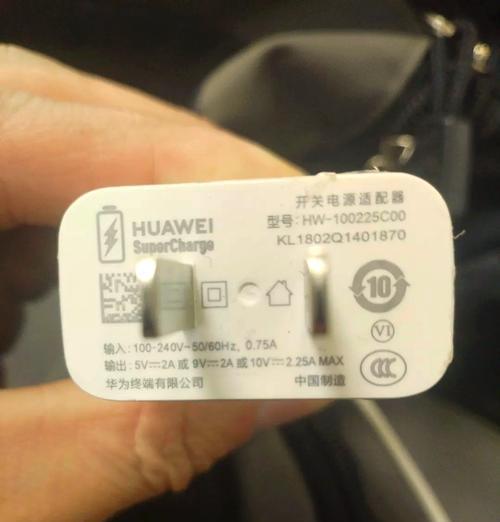 开关电源适配器
HUAWEI
SuperCharge
型号: HW-100225C00
KL1802Q1401870
10
VI
输入: 100-240V~50/60Hz, 0.75A
输出: 5V⎓2A 或 9V⎓2A 或 10V⎓2.25A MAX
华为终端有限公司
中国制造
CCC